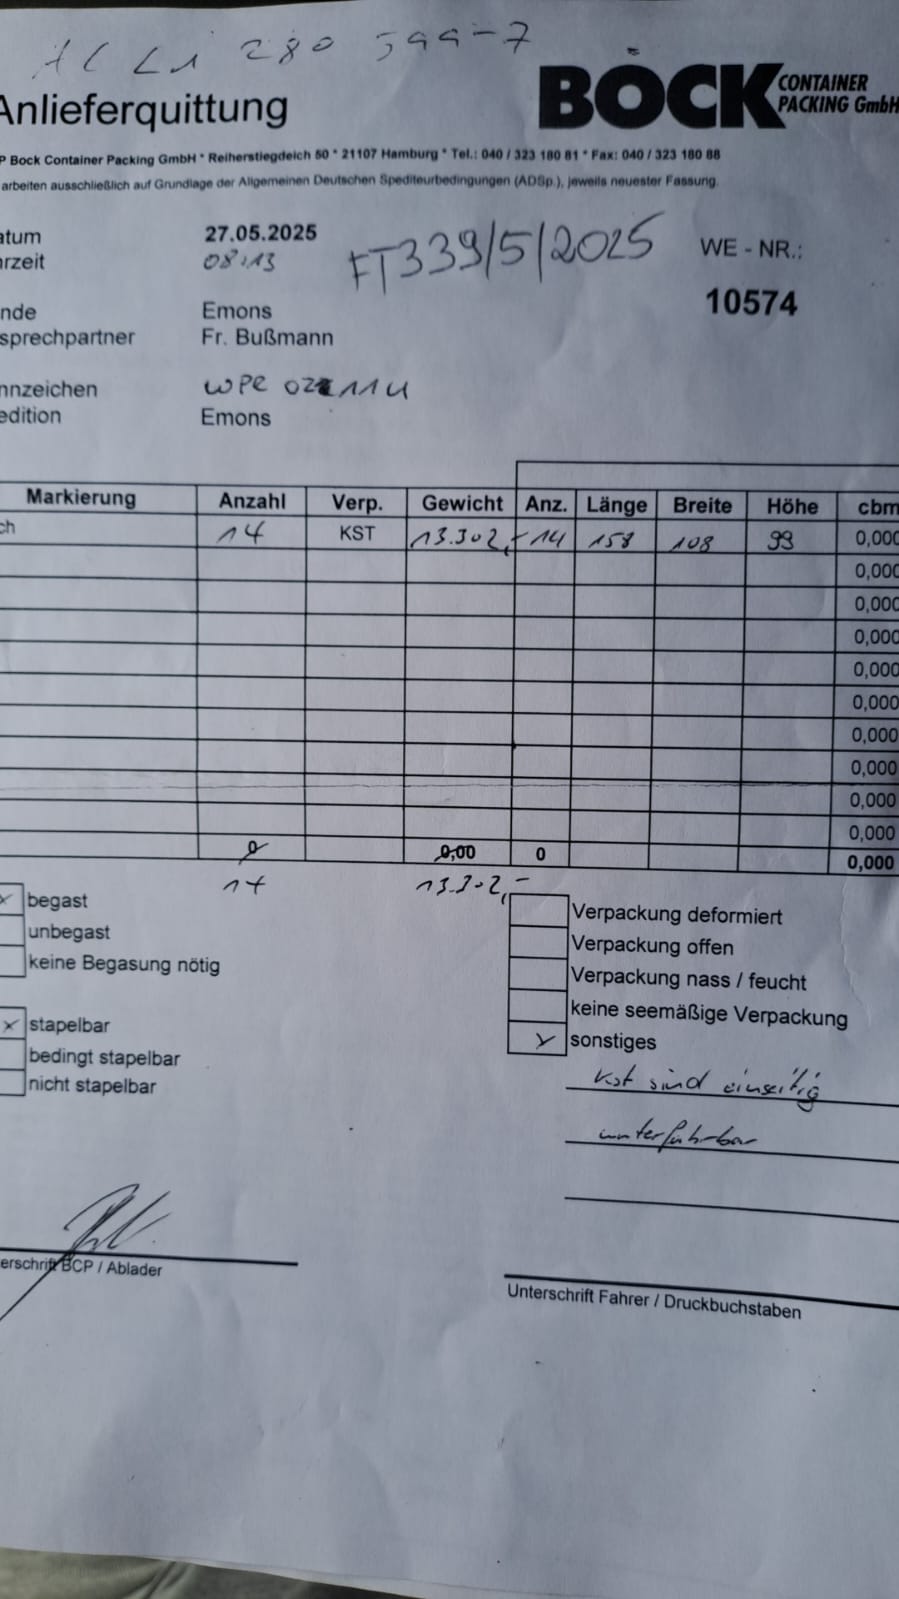 280 599-7
BOCK CONTAINER PACKING GmbH
Anlieferquittung
P Bock Container Packing GmbH * Reiherstiegdeich 50 * 21107 Hamburg * Tel.: 040 / 323 180 81 * Fax: 040 / 323 180 88
arbeiten ausschließlich auf Grundlage der Allgemeinen Deutschen Spediteurbedingungen (ADSp.), jeweils neuester Fassung.
atum 27.05.2025
rzeit 08:13
FT339/5/2025
WE - NR.:
10574
nde Emons
sprechpartner Fr. Bußmann
nnzeichen WPR
edition Emons
Markierung Anzahl Verp. Gewicht Anz. Länge Breite Höhe cbm
ch 14 KST 13.302,- 14 158 108 99 0,000
0,000
0,000
0,000
0,000
0,000
0,000
0,000
0,000
0,000
0 0,00 0 0,000
14 13.302,-
x begast
unbegast
keine Begasung nötig
x stapelbar
bedingt stapelbar
nicht stapelbar
Verpackung deformiert
Verpackung offen
Verpackung nass / feucht
keine seemäßige Verpackung
x sonstiges
Kst sind einseitig
unterfahrbar
erschrift BCP / Ablader
Unterschrift Fahrer / Druckbuchstaben